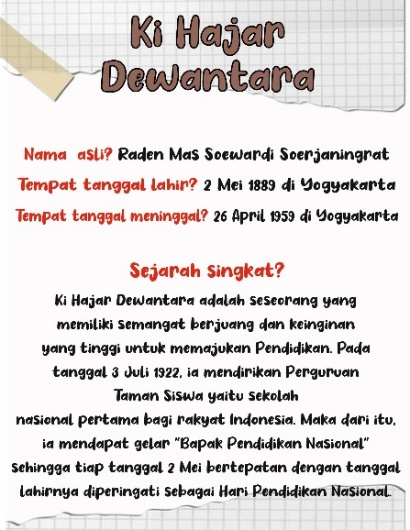 Ki Hajar
Dewantara
Nama asli? Raden Mas Soewardi Soerjaningrat
Tempat tanggal lahir? 2 Mei 1889 di Yogyakarta
Tempat tanggal meninggal? 26 April 1959 di Yogyakarta
Sejarah singkat?
Ki Hajar Dewantara adalah seseorang yang
memiliki semangat berjuang dan keinginan
yang tinggi untuk memajukan Pendidikan. Pada
tanggal 3 Juli 1922, ia mendirikan Perguruan
Taman Siswa yaitu sekolah
nasional pertama bagi rakyat Indonesia. Maka dari itu,
ia mendapat gelar "Bapak Pendidikan Nasional"
sehingga tiap tanggal 2 Mei bertepatan dengan tanggal
lahirnya diperingati sebagai Hari Pendidikan Nasional.